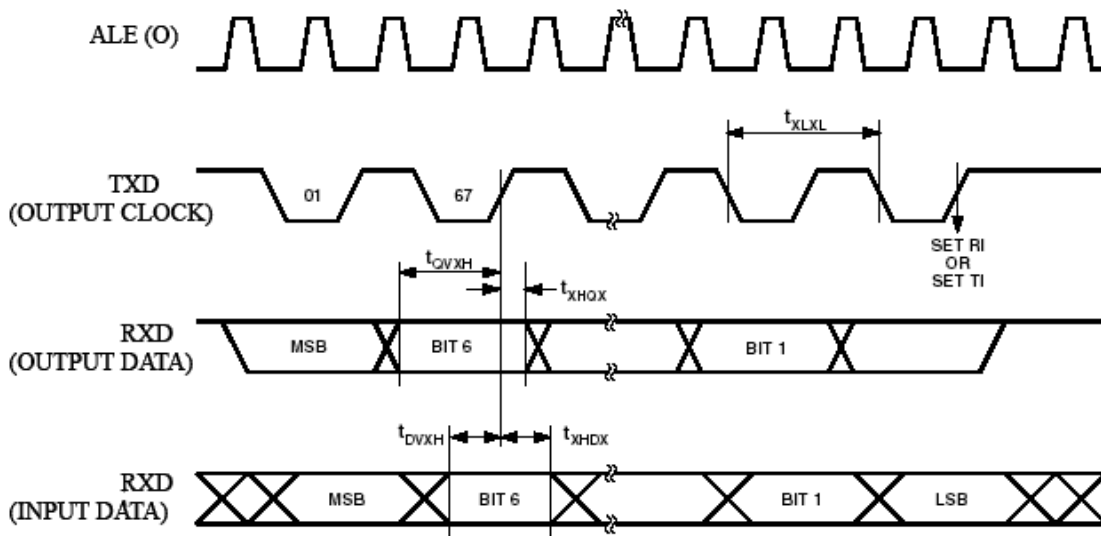 ALE (O)
t_XLXL
TXD
(OUTPUT CLOCK)
01
67
SET RI
OR
SET TI
t_QVXH
t_XHQX
RXD
(OUTPUT DATA)
MSB
BIT 6
BIT 1
t_DVXH
t_XHDX
RXD
(INPUT DATA)
MSB
BIT 6
BIT 1
LSB